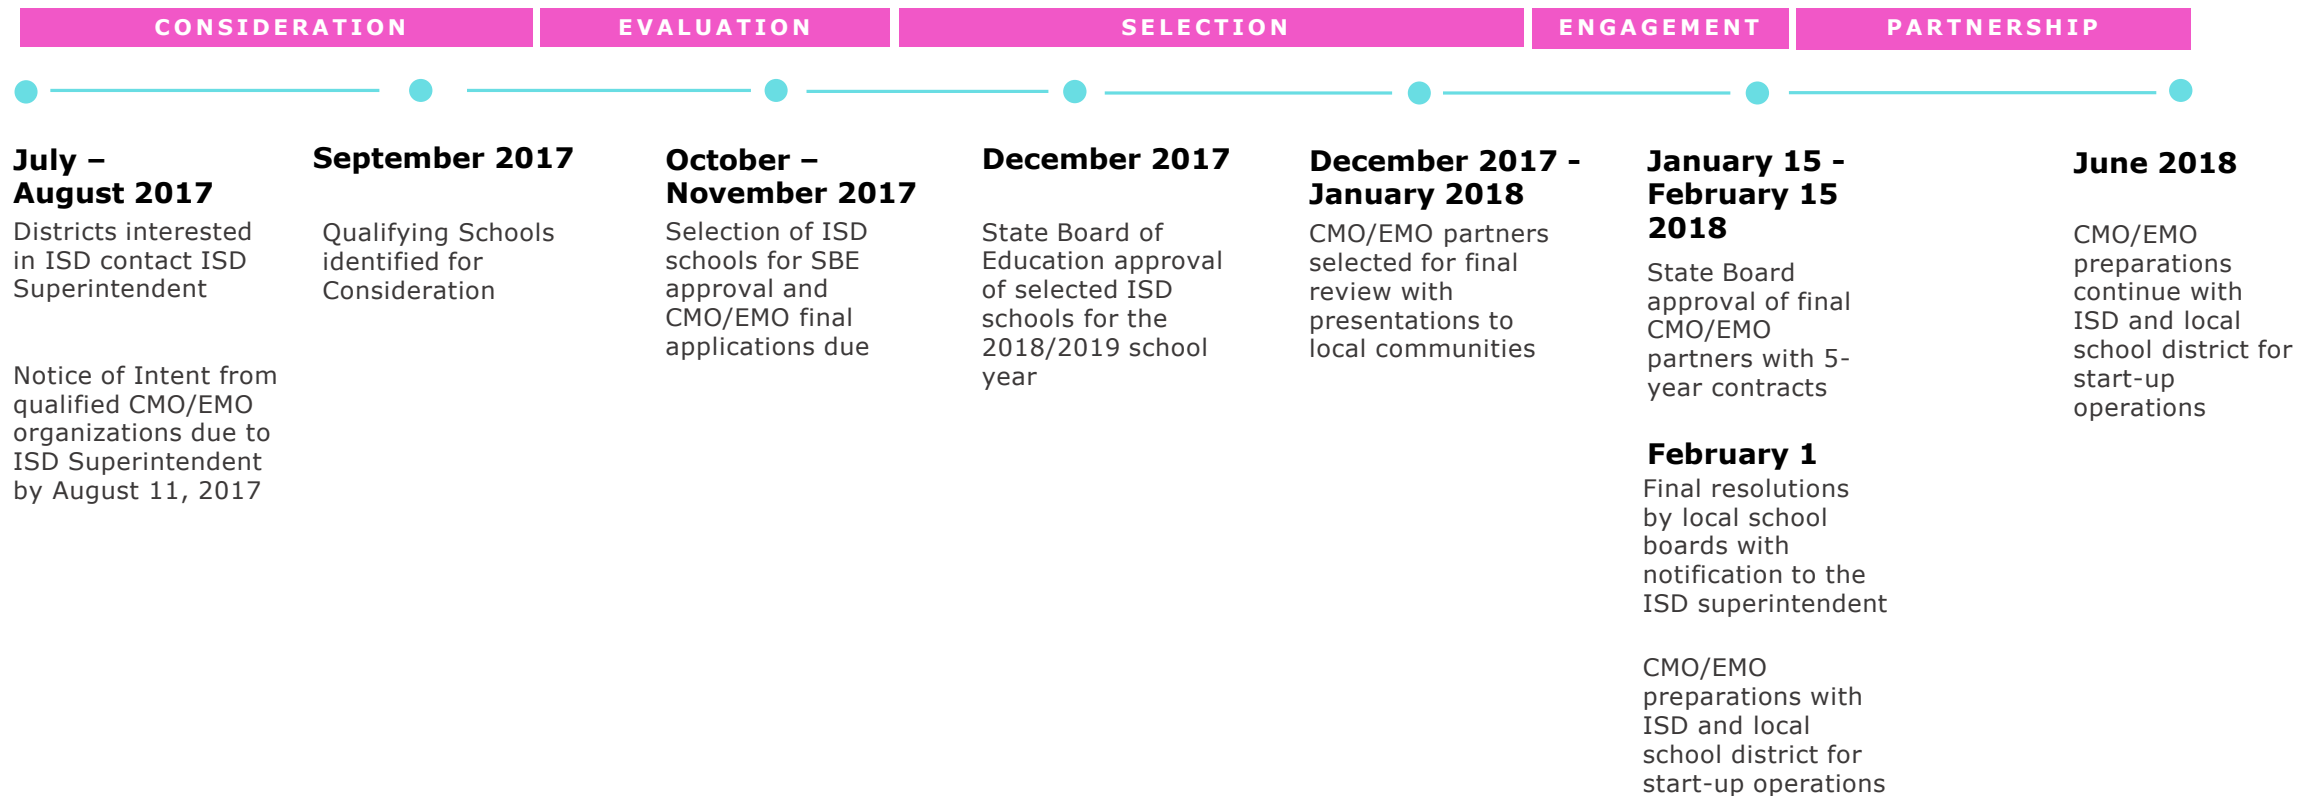 CONSIDERATION
EVALUATION
SELECTION
ENGAGEMENT
PARTNERSHIP
July –
August 2017
Districts interested
in ISD contact ISD
Superintendent
Notice of Intent from
qualified CMO/EMO
organizations due to
ISD Superintendent
by August 11, 2017
September 2017
Qualifying Schools
identified for
Consideration
October –
November 2017
Selection of ISD
schools for SBE
approval and
CMO/EMO final
applications due
December 2017
State Board of
Education approval
of selected ISD
schools for the
2018/2019 school
year
December 2017 -
January 2018
CMO/EMO partners
selected for final
review with
presentations to
local communities
January 15 -
February 15
2018
State Board
approval of final
CMO/EMO
partners with 5-
year contracts
February 1
Final resolutions
by local school
boards with
notification to the
ISD superintendent
CMO/EMO
preparations with
ISD and local
school district for
start-up operations
June 2018
CMO/EMO
preparations
continue with
ISD and local
school district for
start-up
operations